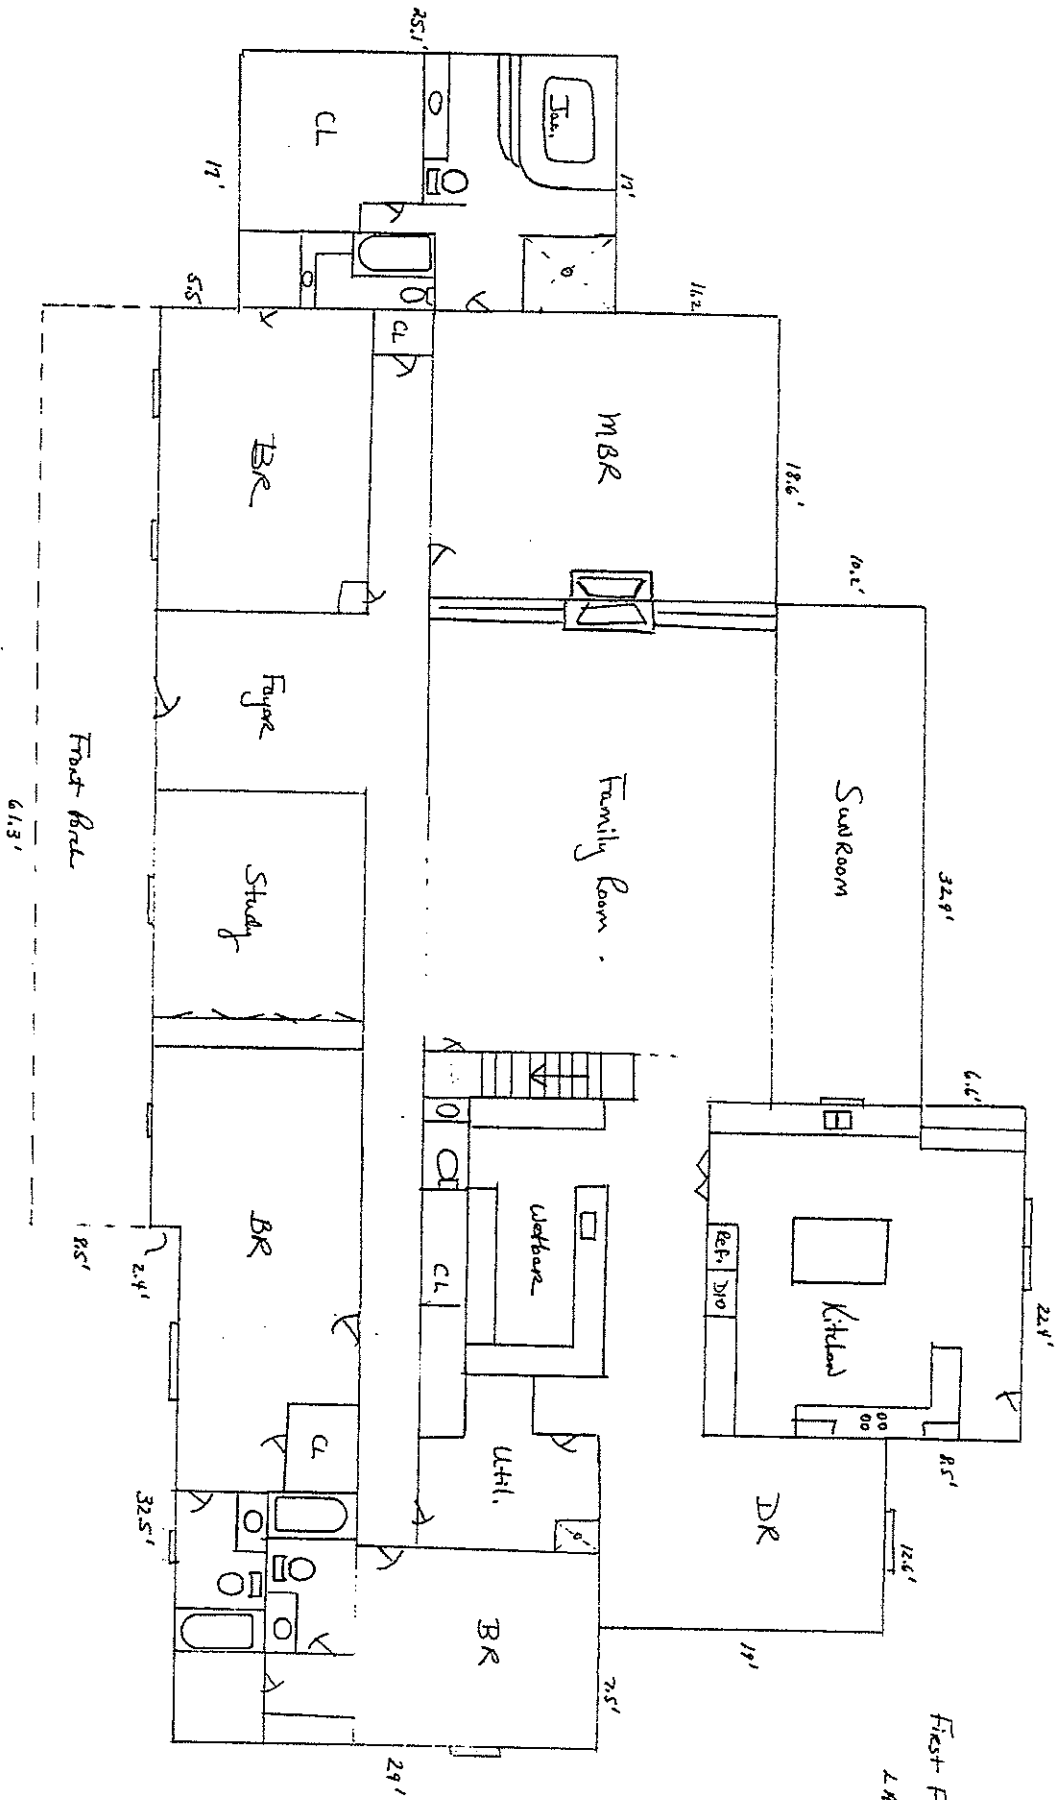 First F
25.1'
17'
17'
Jac.
CL
11.2
5.5'
CL
MBR
18.6'
BR
10.2'
Foyer
Family Room
SUNROOM
32.9'
Front Porch
61.3'
Study
6.6'
Wetbar
CL
BR
Ref.
D/O
Kitchen
22.4'
8.5'
2.4'
CL
Util.
8.5'
DR
12.6'
32.5'
BR
19'
7.5'
29'